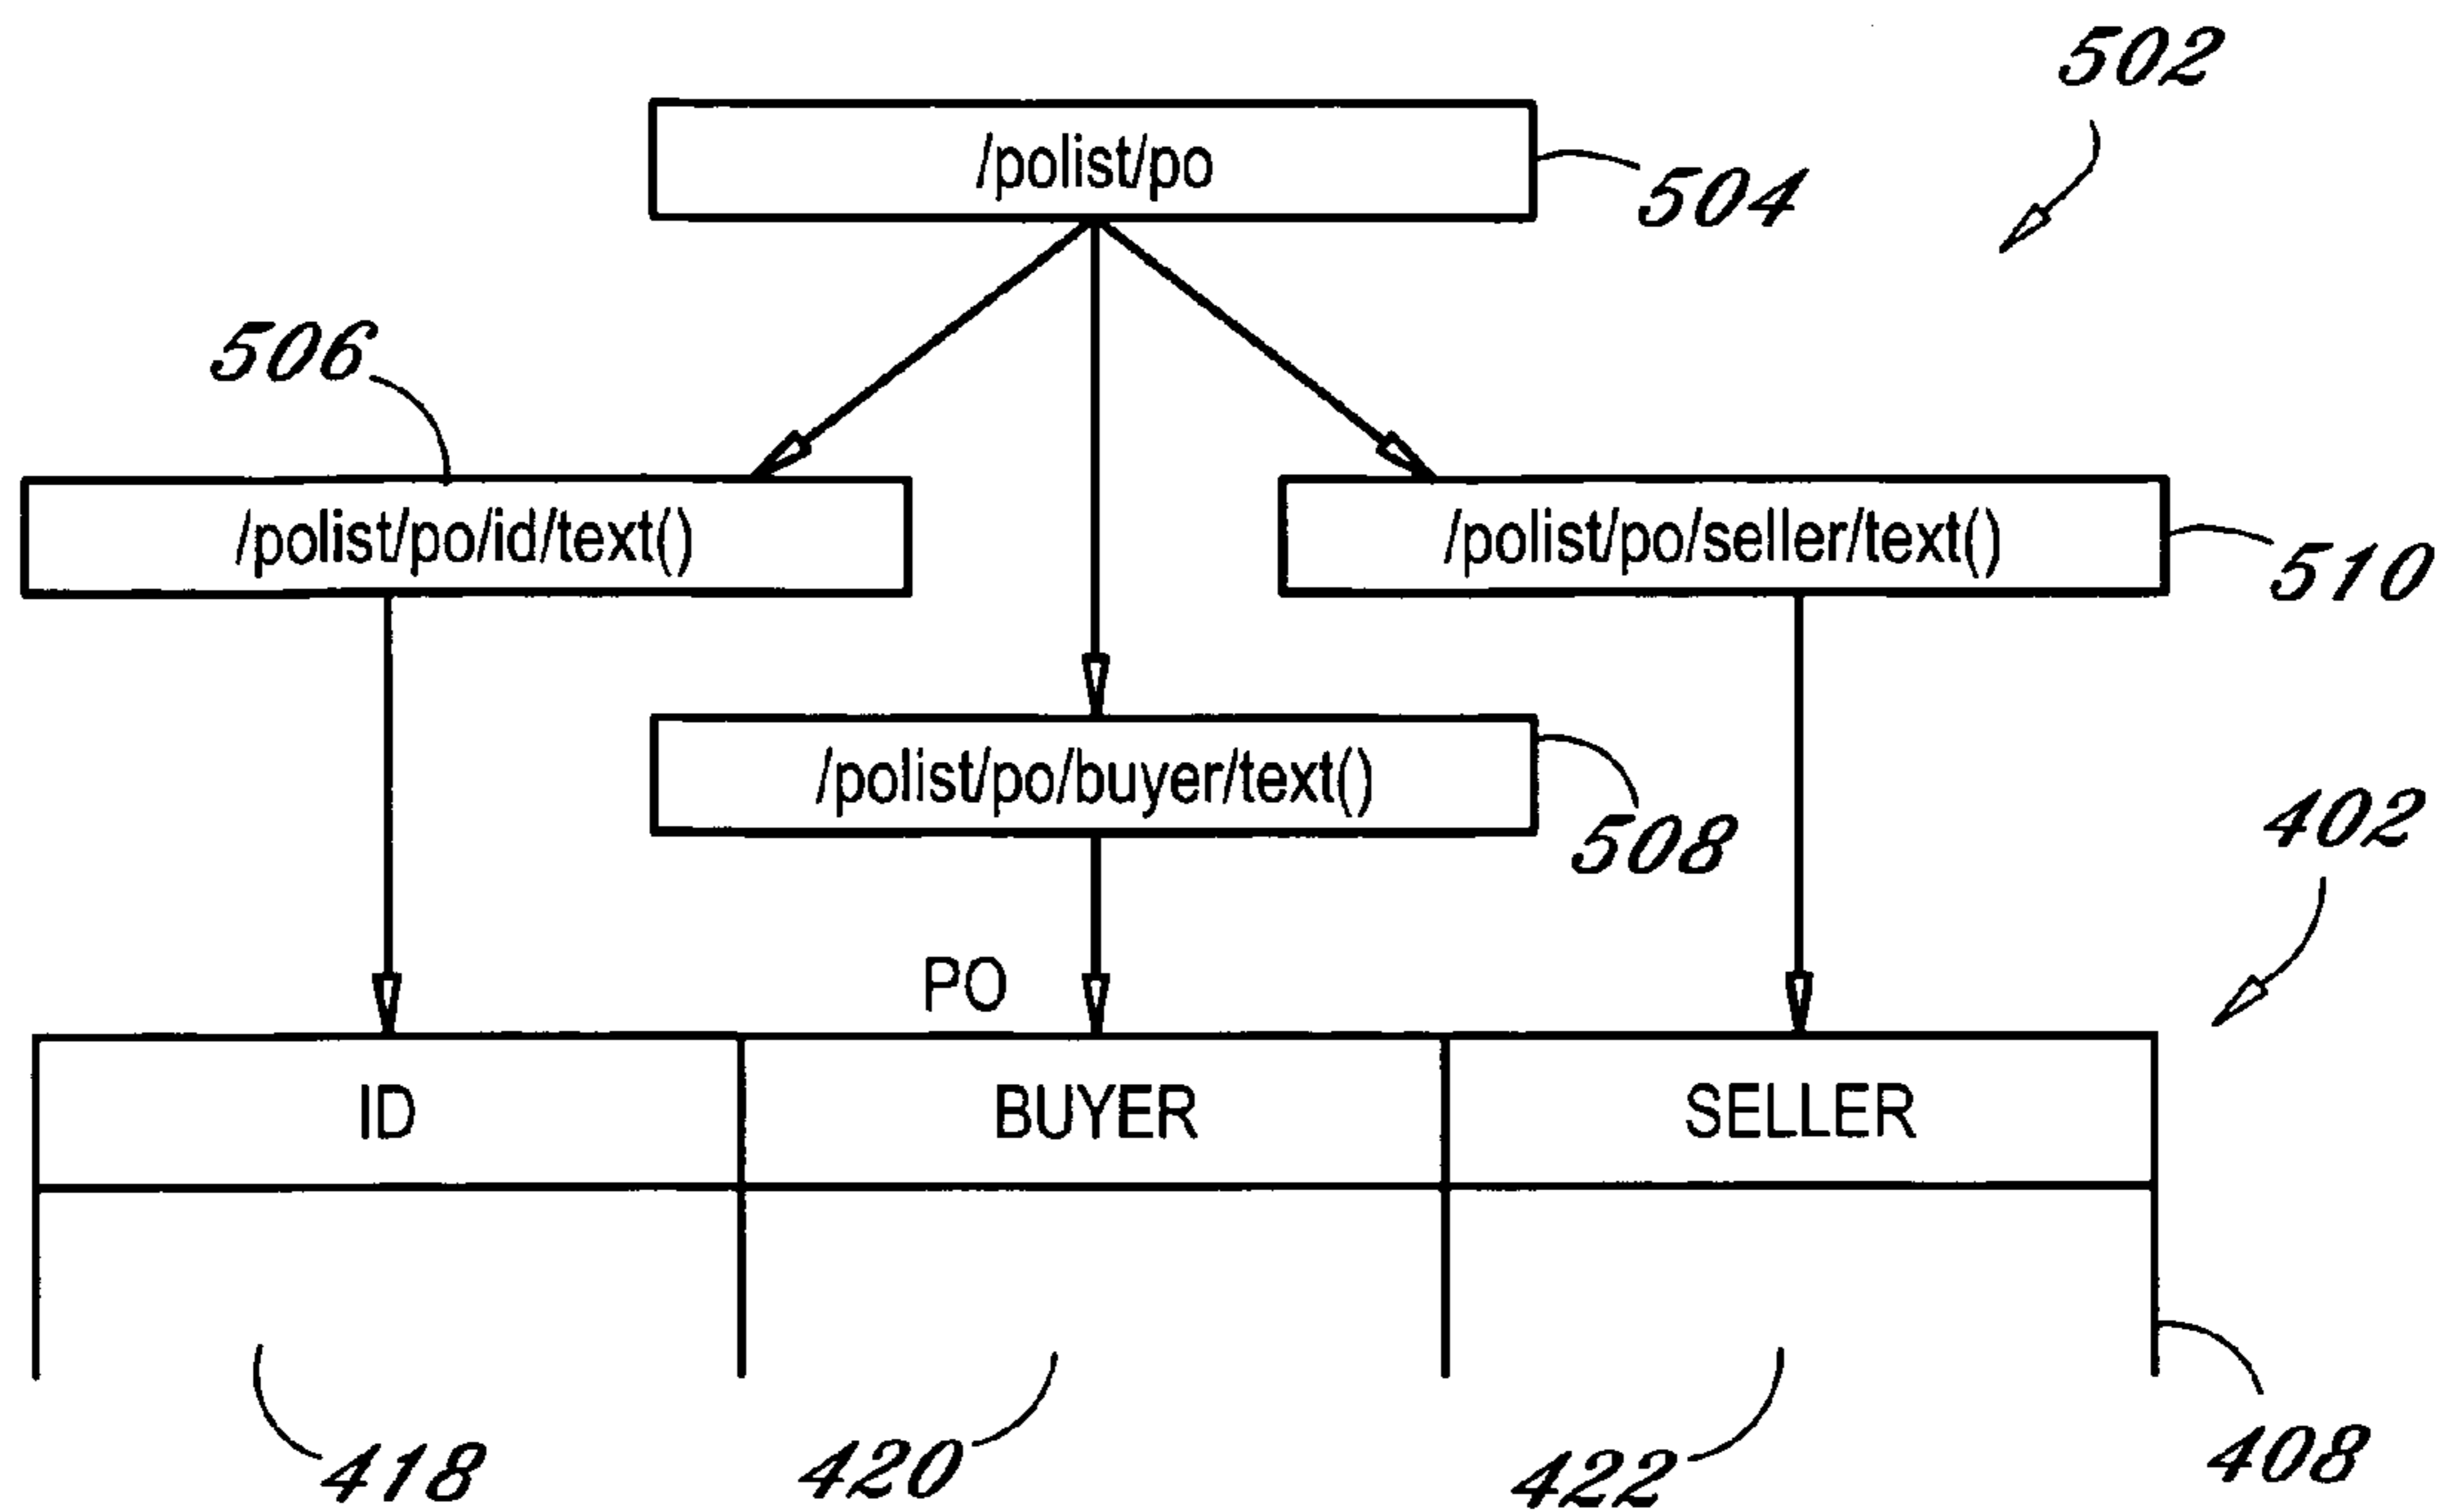 502
/polist/po
504
506
/polist/po/id/text()
/polist/po/seller/text()
510
/polist/po/buyer/text()
508
402
PO
ID BUYER SELLER
418 420 422 408